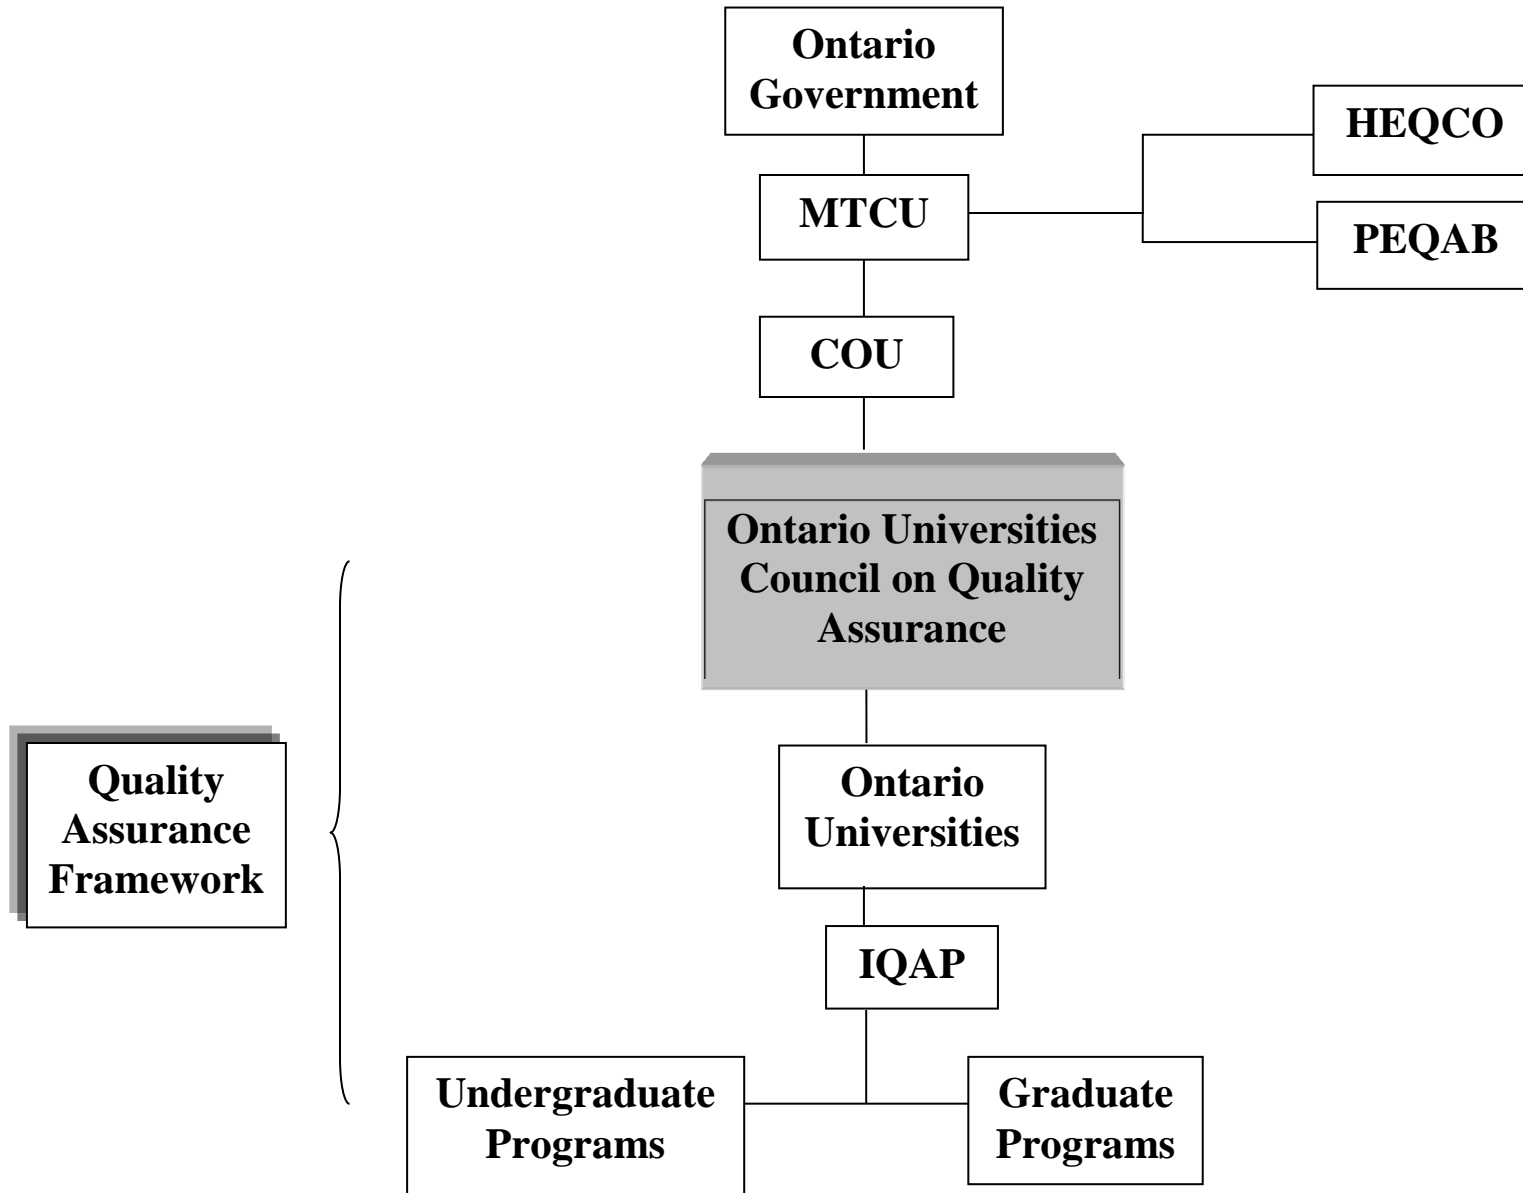 Ontario
Government
HEQCO
MTCU
PEQAB
COU
Ontario Universities
Council on Quality
Assurance
Quality
Assurance
Framework
Ontario
Universities
IQAP
Undergraduate
Programs
Graduate
Programs